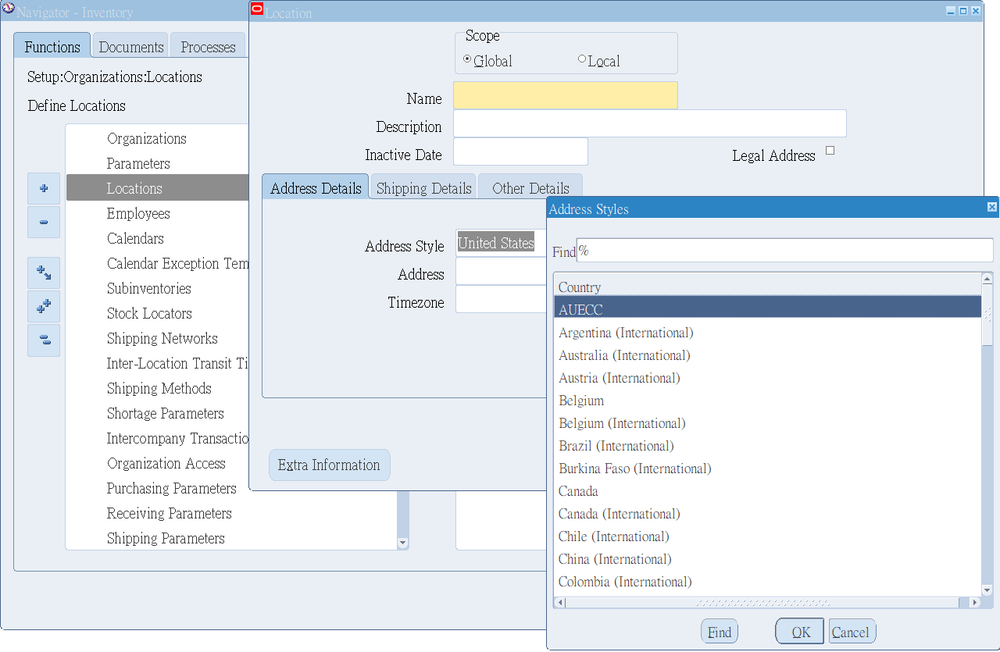 Navigator - Inventory
Functions
Documents
Processes
Setup:Organizations:Locations
Define Locations
Organizations
Parameters
Locations
Employees
Calendars
Calendar Exception Tem
Subinventories
Stock Locators
Shipping Networks
Inter-Location Transit Ti
Shipping Methods
Shortage Parameters
Intercompany Transactio
Organization Access
Purchasing Parameters
Receiving Parameters
Shipping Parameters
Location
Scope
Global
Local
Name
Description
Inactive Date
Legal Address
Address Details
Shipping Details
Other Details
Address Style
United States
Address
Timezone
Extra Information
Address Styles
Find %
Country
AUECC
Argentina (International)
Australia (International)
Austria (International)
Belgium
Belgium (International)
Brazil (International)
Burkina Faso (International)
Canada
Canada (International)
Chile (International)
China (International)
Colombia (International)
Find
OK
Cancel